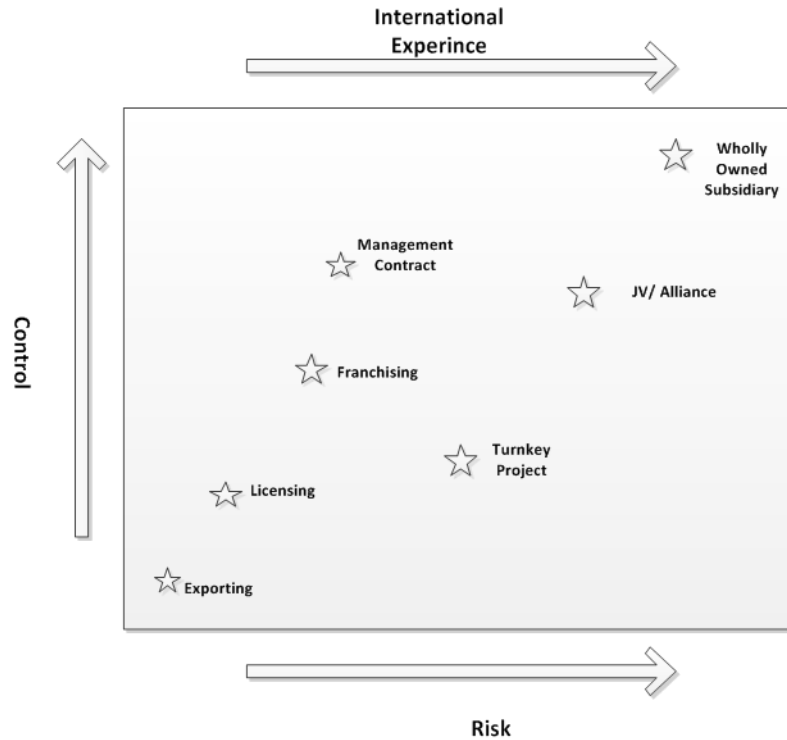 International
Experince
Wholly
Owned
Subsidiary
Management
Contract
JV/ Alliance
Control
Franchising
Turnkey
Project
Licensing
Exporting
Risk